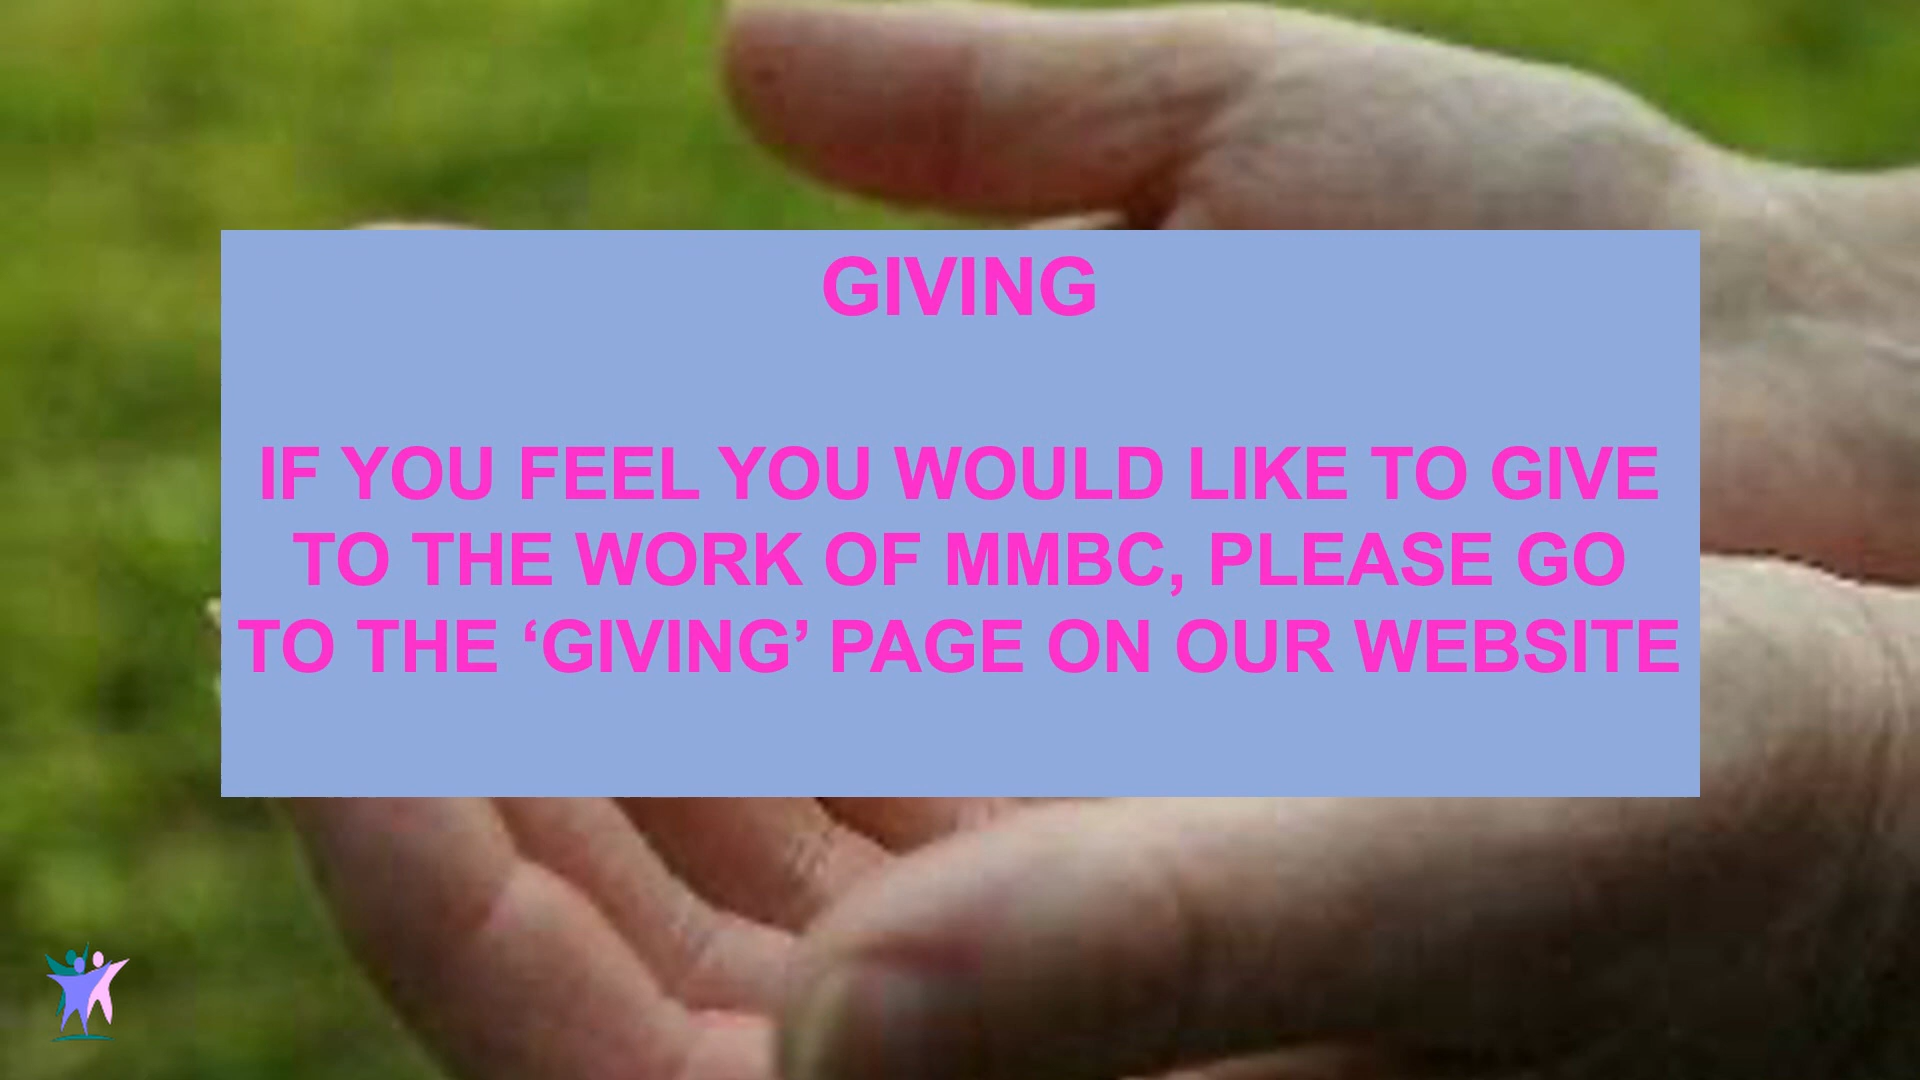 GIVING
IF YOU FEEL YOU WOULD LIKE TO GIVE
TO THE WORK OF MMBC, PLEASE GO
TO THE ‘GIVING’ PAGE ON OUR WEBSITE